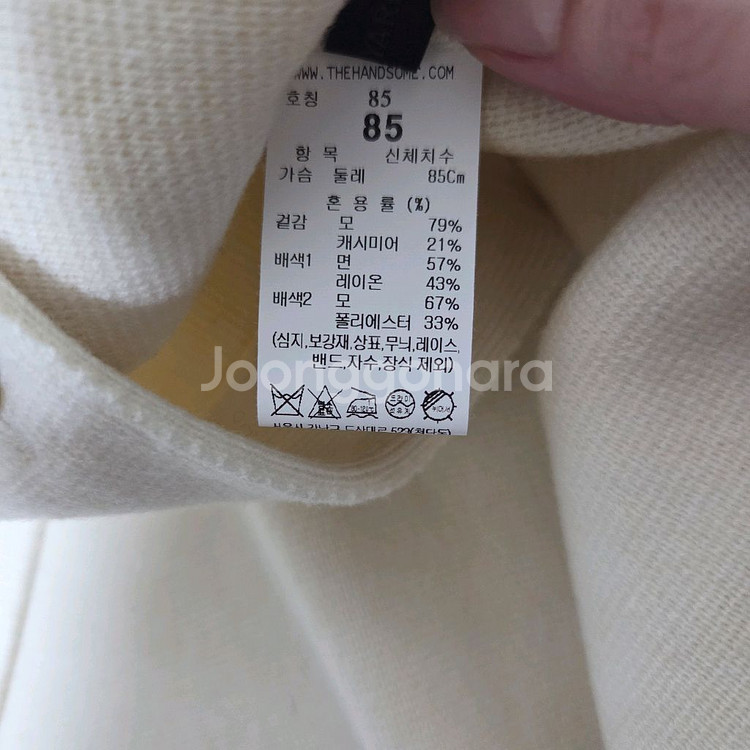 WWW.THEHANDSOME.COM
호칭 85
85
항 목 신체치수
가슴 둘레 85Cm
혼 용 률 (%)
겉감 모 79%
캐시미어 21%
배색1 면 57%
레이온 43%
배색2 모 67%
폴리에스터 33%
(심지,보강재,상표,무늬,레이스,
밴드,자수,장식 제외)
Joonggonara